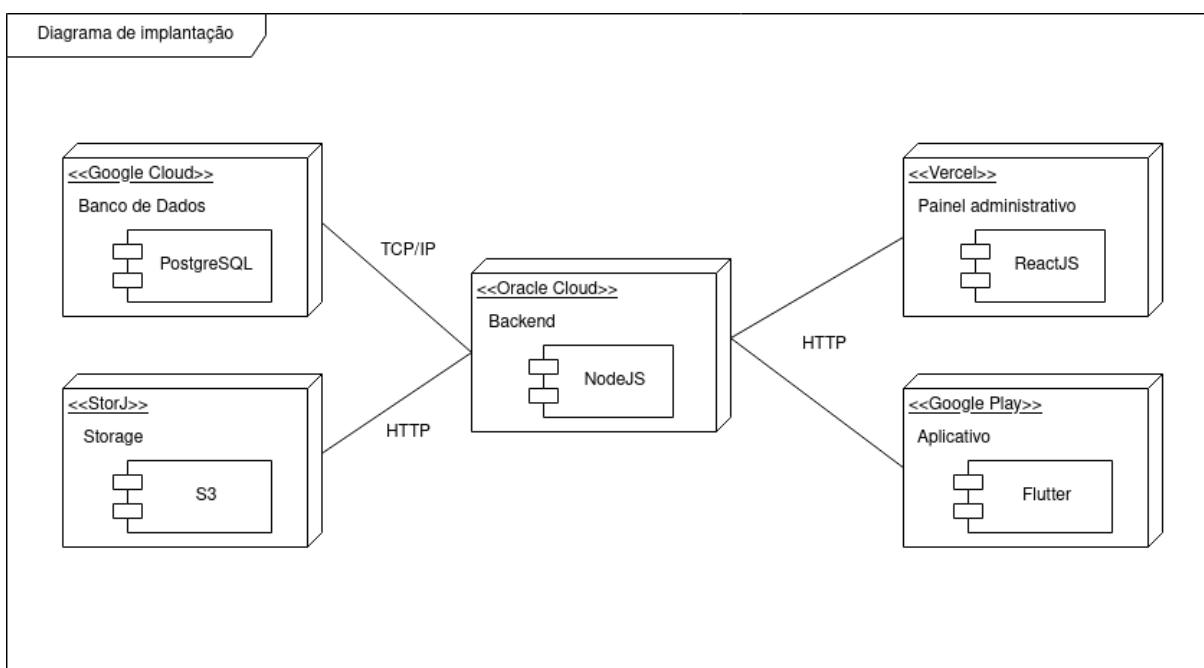 Diagrama de implantação
<<Google Cloud>>
Banco de Dados
PostgreSQL
TCP/IP
<<StorJ>>
Storage
S3
HTTP
<<Oracle Cloud>>
Backend
NodeJS
HTTP
<<Vercel>>
Painel administrativo
ReactJS
<<Google Play>>
Aplicativo
Flutter